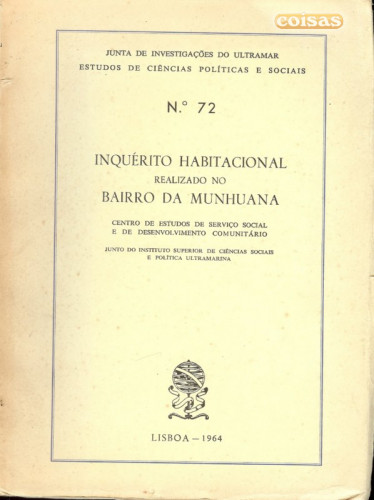 coisas
JUNTA DE INVESTIGAÇÕES DO ULTRAMAR
ESTUDOS DE CIÊNCIAS POLÍTICAS E SOCIAIS
N.º 72
INQUÉRITO HABITACIONAL
REALIZADO NO
BAIRRO DA MUNHUANA
CENTRO DE ESTUDOS DE SERVIÇO SOCIAL
E DE DESENVOLVIMENTO COMUNITÁRIO
JUNTO DO INSTITUTO SUPERIOR DE CIÊNCIAS SOCIAIS
E POLÍTICA ULTRAMARINA
LISBOA — 1964